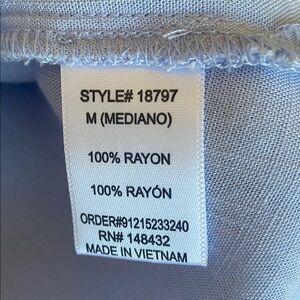 STYLE# 18797
M (MEDIANO)
100% RAYON
100% RAYÓN
ORDER#91215233240
RN# 148432
MADE IN VIETNAM